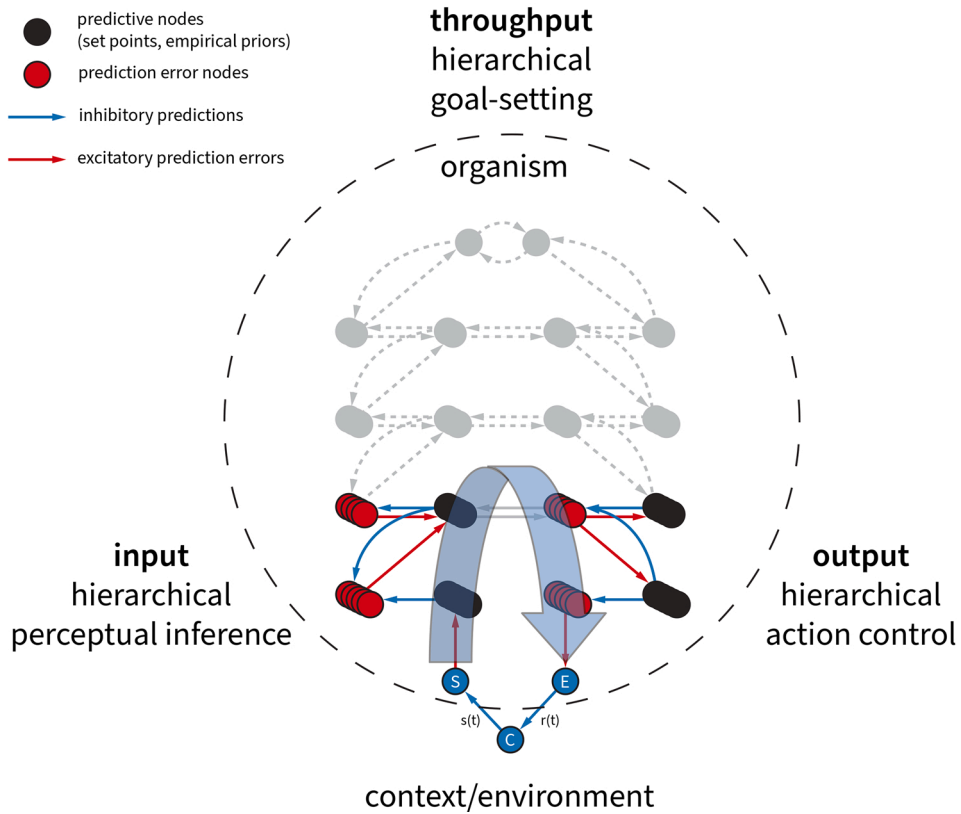 predictive nodes
(set points, empirical priors)
prediction error nodes
inhibitory predictions
excitatory prediction errors
throughput
hierarchical
goal-setting
organism
input
hierarchical
perceptual inference
output
hierarchical
action control
S
E
s(t)
r(t)
C
context/environment